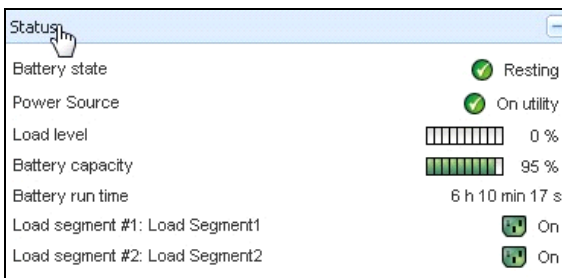 Status
Battery state Resting
Power Source On utility
Load level 0 %
Battery capacity 95 %
Battery run time 6 h 10 min 17 s
Load segment #1: Load Segment1 On
Load segment #2: Load Segment2 On